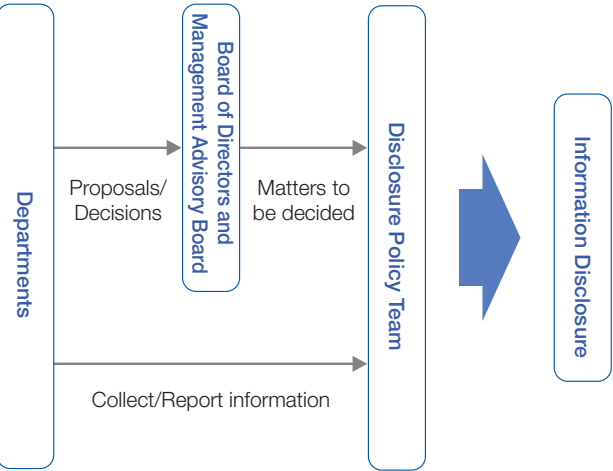 Departments
Proposals/
Decisions
Board of Directors and
Management Advisory Board
Matters to
be decided
Collect/Report information
Disclosure Policy Team
Information Disclosure